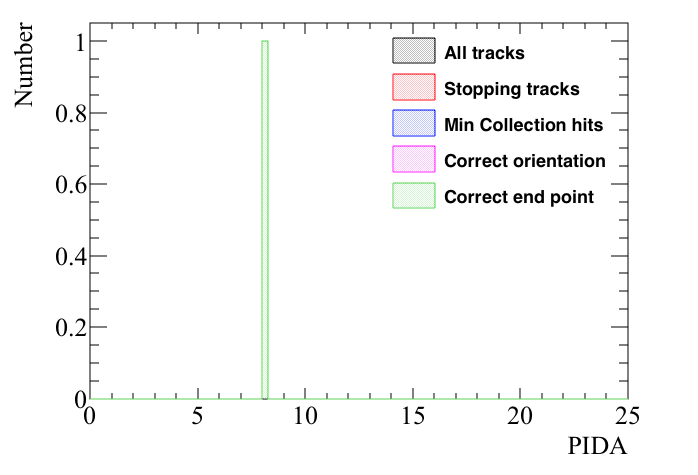 Number
1
0.8
0.6
0.4
0.2
0
All tracks
Stopping tracks
Min Collection hits
Correct orientation
Correct end point
0 5 10 15 20 25
PIDA